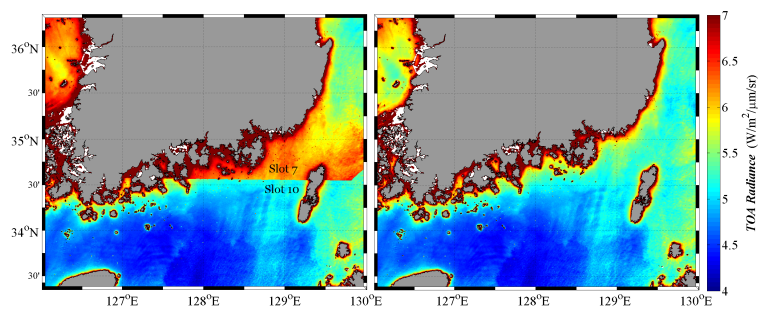 36°N
30'
35°N
30'
34°N
30'
127°E
128°E
129°E
130°E
Slot 7
Slot 10
127°E
128°E
129°E
130°E
7
6.5
6
5.5
5
4.5
4
TOA Radiance (W/m²/μm/sr)